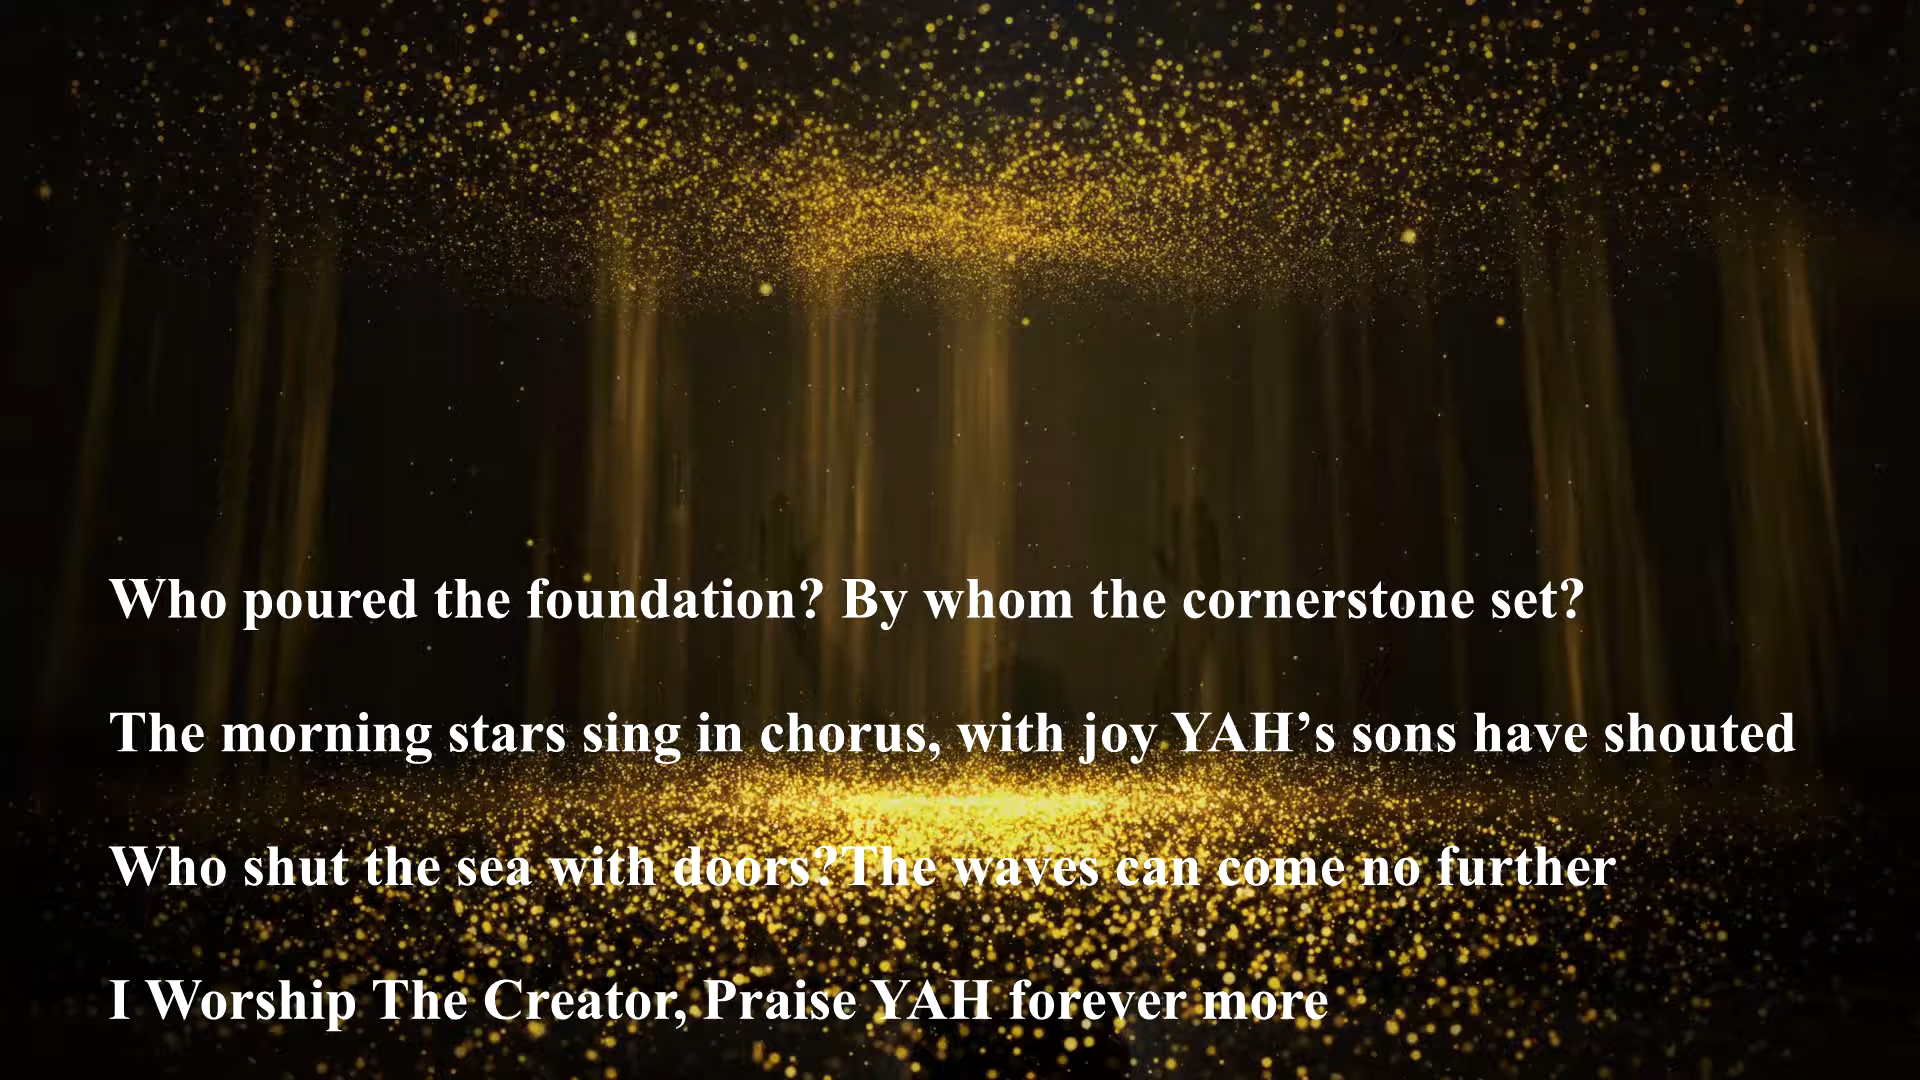 Who poured the foundation? By whom the cornerstone set?
The morning stars sing in chorus, with joy YAH’s sons have shouted
Who shut the sea with doors?The waves can come no further
I Worship The Creator, Praise YAH forever more